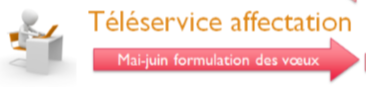 Téléservice affectation
Mai-juin formulation des vœux